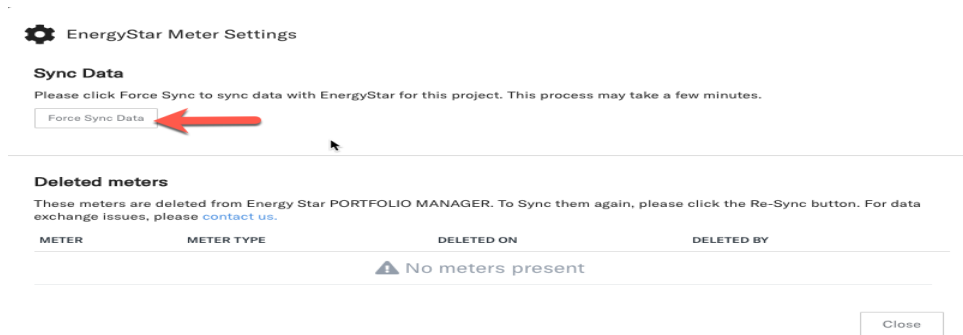 EnergyStar Meter Settings
Sync Data
Please click Force Sync to sync data with EnergyStar for this project. This process may take a few minutes.
Force Sync Data
Deleted meters
These meters are deleted from Energy Star PORTFOLIO MANAGER. To Sync them again, please click the Re-Sync button. For data
exchange issues, please contact us.
METER METER TYPE DELETED ON DELETED BY
No meters present
Close